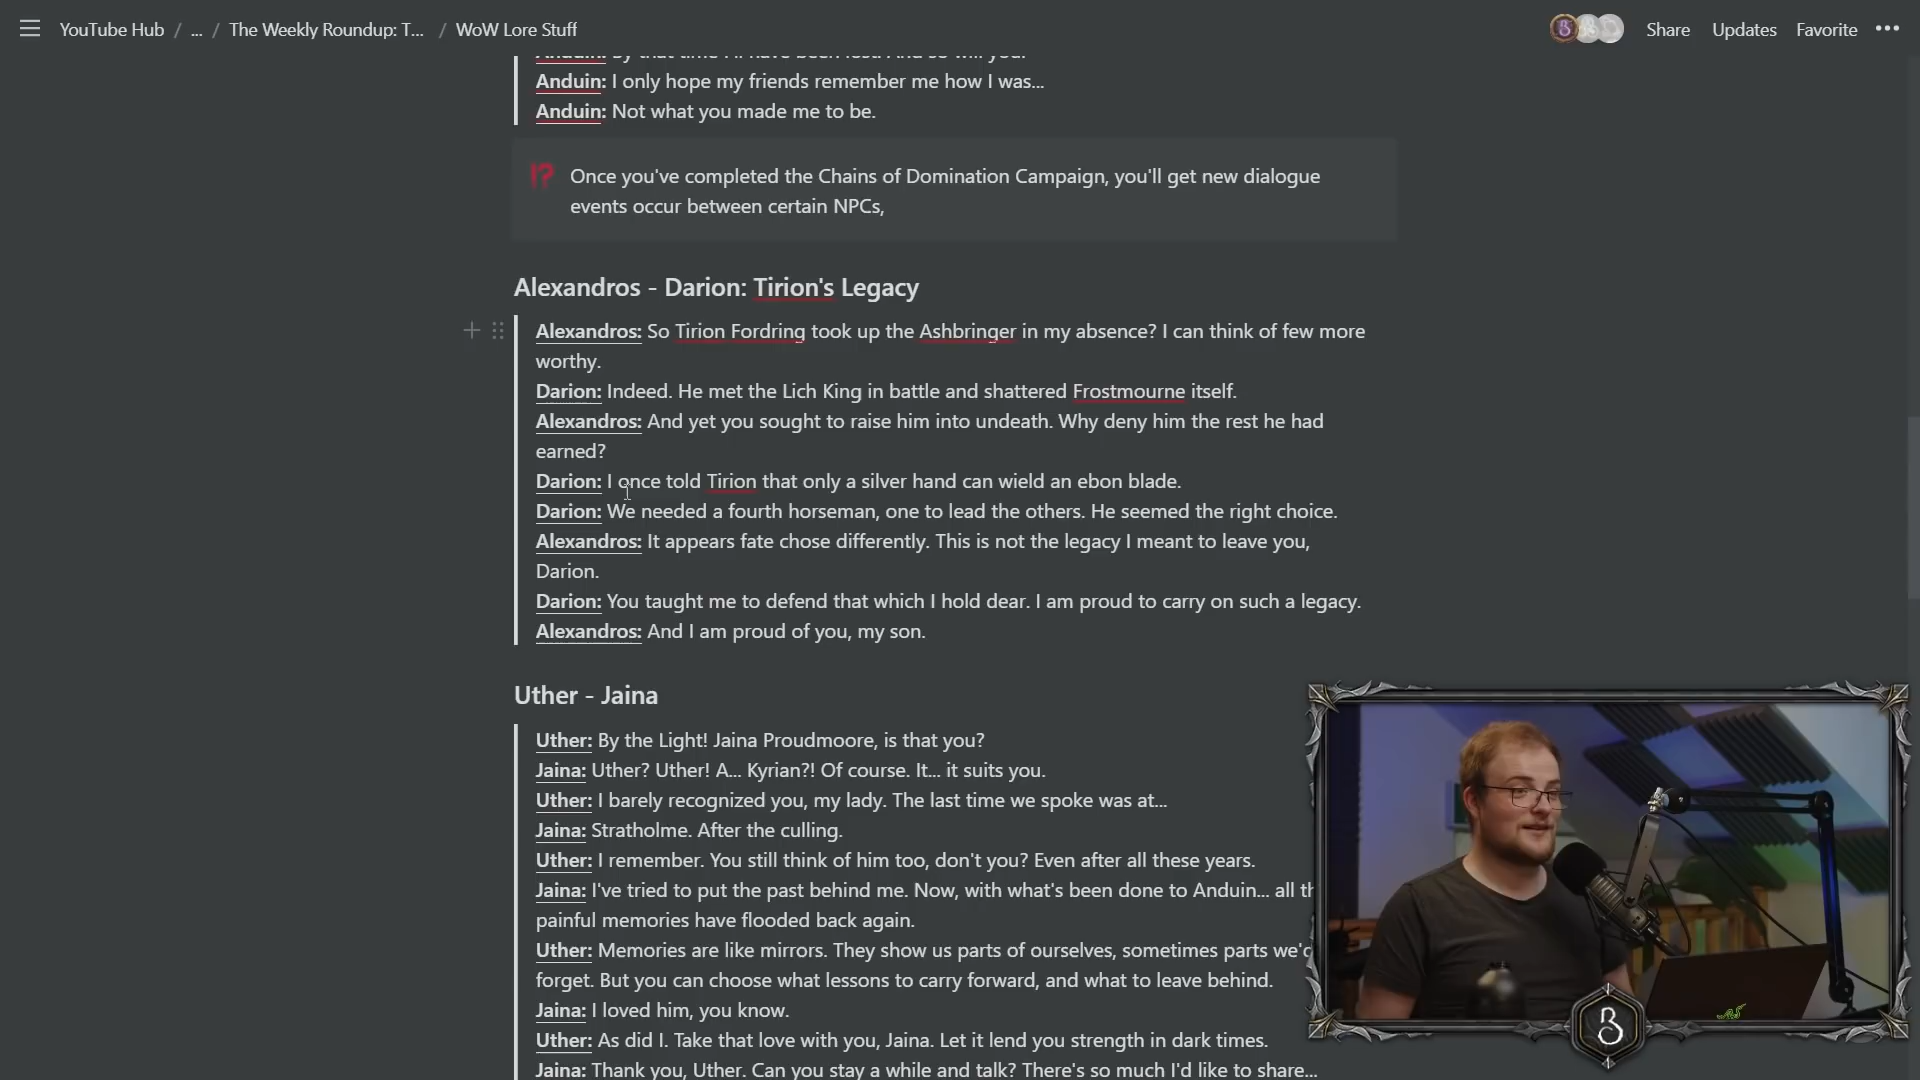 YouTube Hub / ... / The Weekly Roundup: T... / WoW Lore Stuff
Share Updates Favorite
Anduin: By that time I'll have been lost. And so will you.
Anduin: I only hope my friends remember me how I was...
Anduin: Not what you made me to be.
!? Once you've completed the Chains of Domination Campaign, you'll get new dialogue
events occur between certain NPCs,
Alexandros - Darion: Tirion's Legacy
Alexandros: So Tirion Fordring took up the Ashbringer in my absence? I can think of few more
worthy.
Darion: Indeed. He met the Lich King in battle and shattered Frostmourne itself.
Alexandros: And yet you sought to raise him into undeath. Why deny him the rest he had
earned?
Darion: I once told Tirion that only a silver hand can wield an ebon blade.
Darion: We needed a fourth horseman, one to lead the others. He seemed the right choice.
Alexandros: It appears fate chose differently. This is not the legacy I meant to leave you,
Darion.
Darion: You taught me to defend that which I hold dear. I am proud to carry on such a legacy.
Alexandros: And I am proud of you, my son.
Uther - Jaina
Uther: By the Light! Jaina Proudmoore, is that you?
Jaina: Uther? Uther! A... Kyrian?! Of course. It... it suits you.
Uther: I barely recognized you, my lady. The last time we spoke was at...
Jaina: Stratholme. After the culling.
Uther: I remember. You still think of him too, don't you? Even after all these years.
Jaina: I've tried to put the past behind me. Now, with what's been done to Anduin... all
painful memories have flooded back again.
Uther: Memories are like mirrors. They show us parts of ourselves, sometimes parts
forget. But you can choose what lessons to carry forward, and what to leave behind.
Jaina: I loved him, you know.
Uther: As did I. Take that love with you, Jaina. Let it lend you strength in dark times.
Jaina: Thank you, Uther. Can you stay a while and talk? There's so much I'd like to share...
B